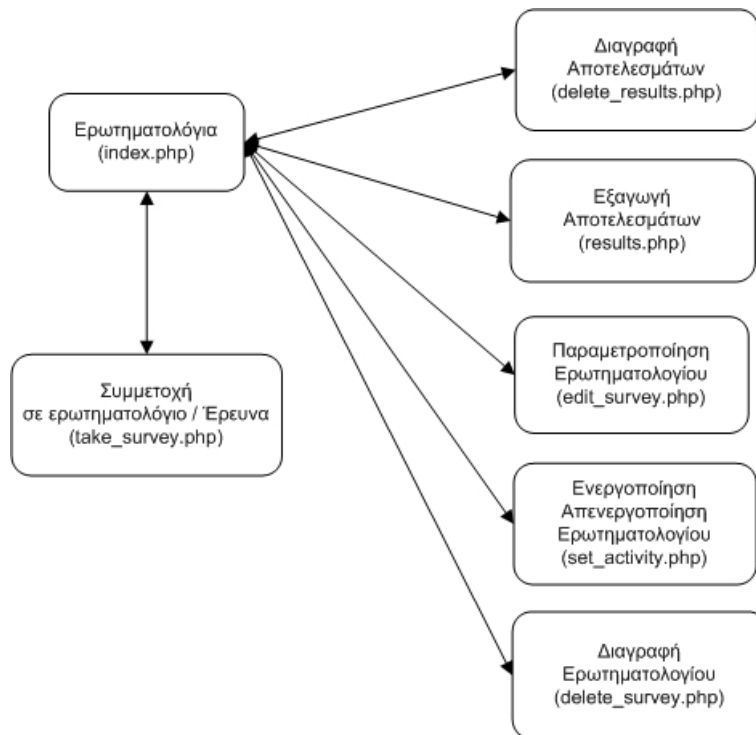 Ερωτηματολόγια
(index.php)
Συμμετοχή
σε ερωτηματολόγιο / Έρευνα
(take_survey.php)
Διαγραφή
Αποτελεσμάτων
(delete_results.php)
Εξαγωγή
Αποτελεσμάτων
(results.php)
Παραμετροποίηση
Ερωτηματολογίου
(edit_survey.php)
Ενεργοποίηση
Απενεργοποίηση
Ερωτηματολογίου
(set_activity.php)
Διαγραφή
Ερωτηματολογίου
(delete_survey.php)